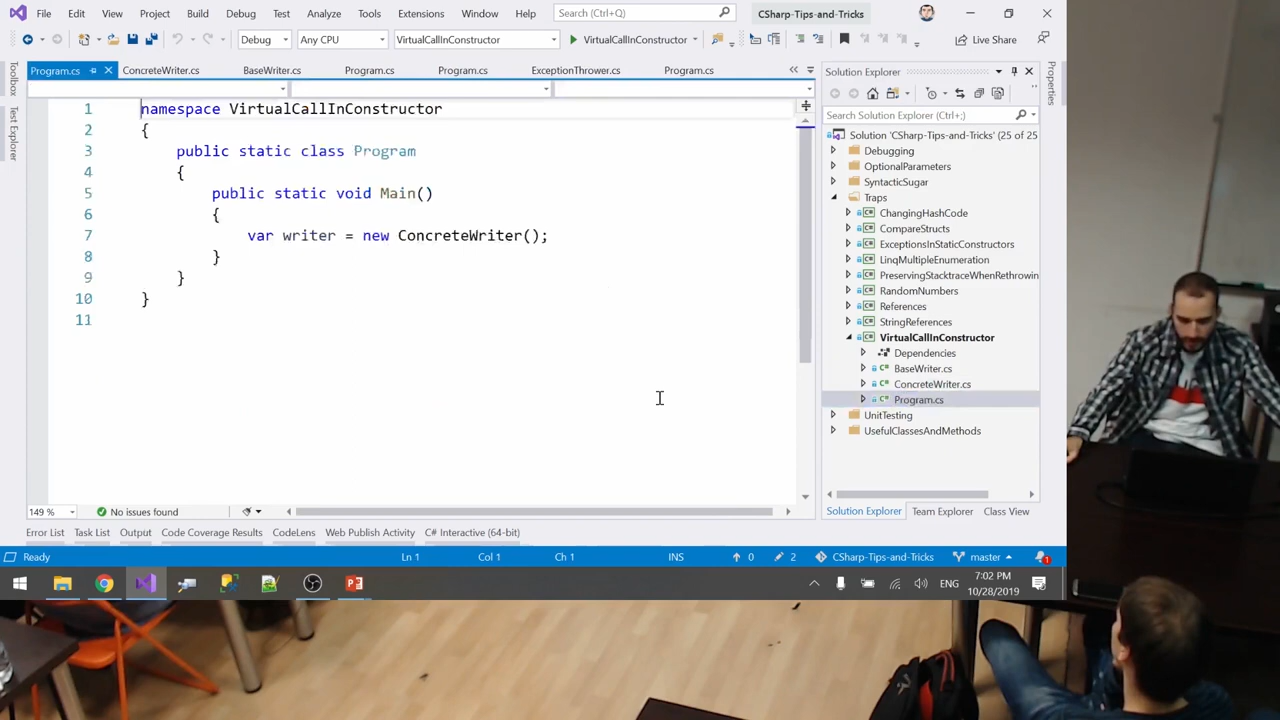 File Edit View Project Build Debug Test Analyze Tools Extensions Window Help Search (Ctrl+Q) CSharp-Tips-and-Tricks
Debug Any CPU VirtualCallInConstructor VirtualCallInConstructor Live Share
Program.cs ConcreteWriter.cs BaseWriter.cs Program.cs Program.cs ExceptionThrower.cs Program.cs
Toolbox
Test Explorer
1 namespace VirtualCallInConstructor
2 {
3 public static class Program
4 {
5 public static void Main()
6 {
7 var writer = new ConcreteWriter();
8 }
9 }
10 }
11
149 % No issues found
Solution Explorer
Search Solution Explorer (Ctrl+;)
Solution 'CSharp-Tips-and-Tricks' (25 of 25
Debugging
OptionalParameters
SyntacticSugar
Traps
C# ChangingHashCode
C# CompareStructs
C# ExceptionsInStaticConstructors
C# LinqMultipleEnumeration
C# PreservingStacktraceWhenRethrowin
C# RandomNumbers
C# References
C# StringReferences
C# VirtualCallInConstructor
Dependencies
C# BaseWriter.cs
C# ConcreteWriter.cs
C# Program.cs
UnitTesting
UsefulClassesAndMethods
Solution Explorer Team Explorer Class View
Properties
Error List Task List Output Code Coverage Results CodeLens Web Publish Activity C# Interactive (64-bit)
Ready Ln 1 Col 1 Ch 1 INS 0 2 CSharp-Tips-and-Tricks master 1
ENG 7:02 PM
10/28/2019